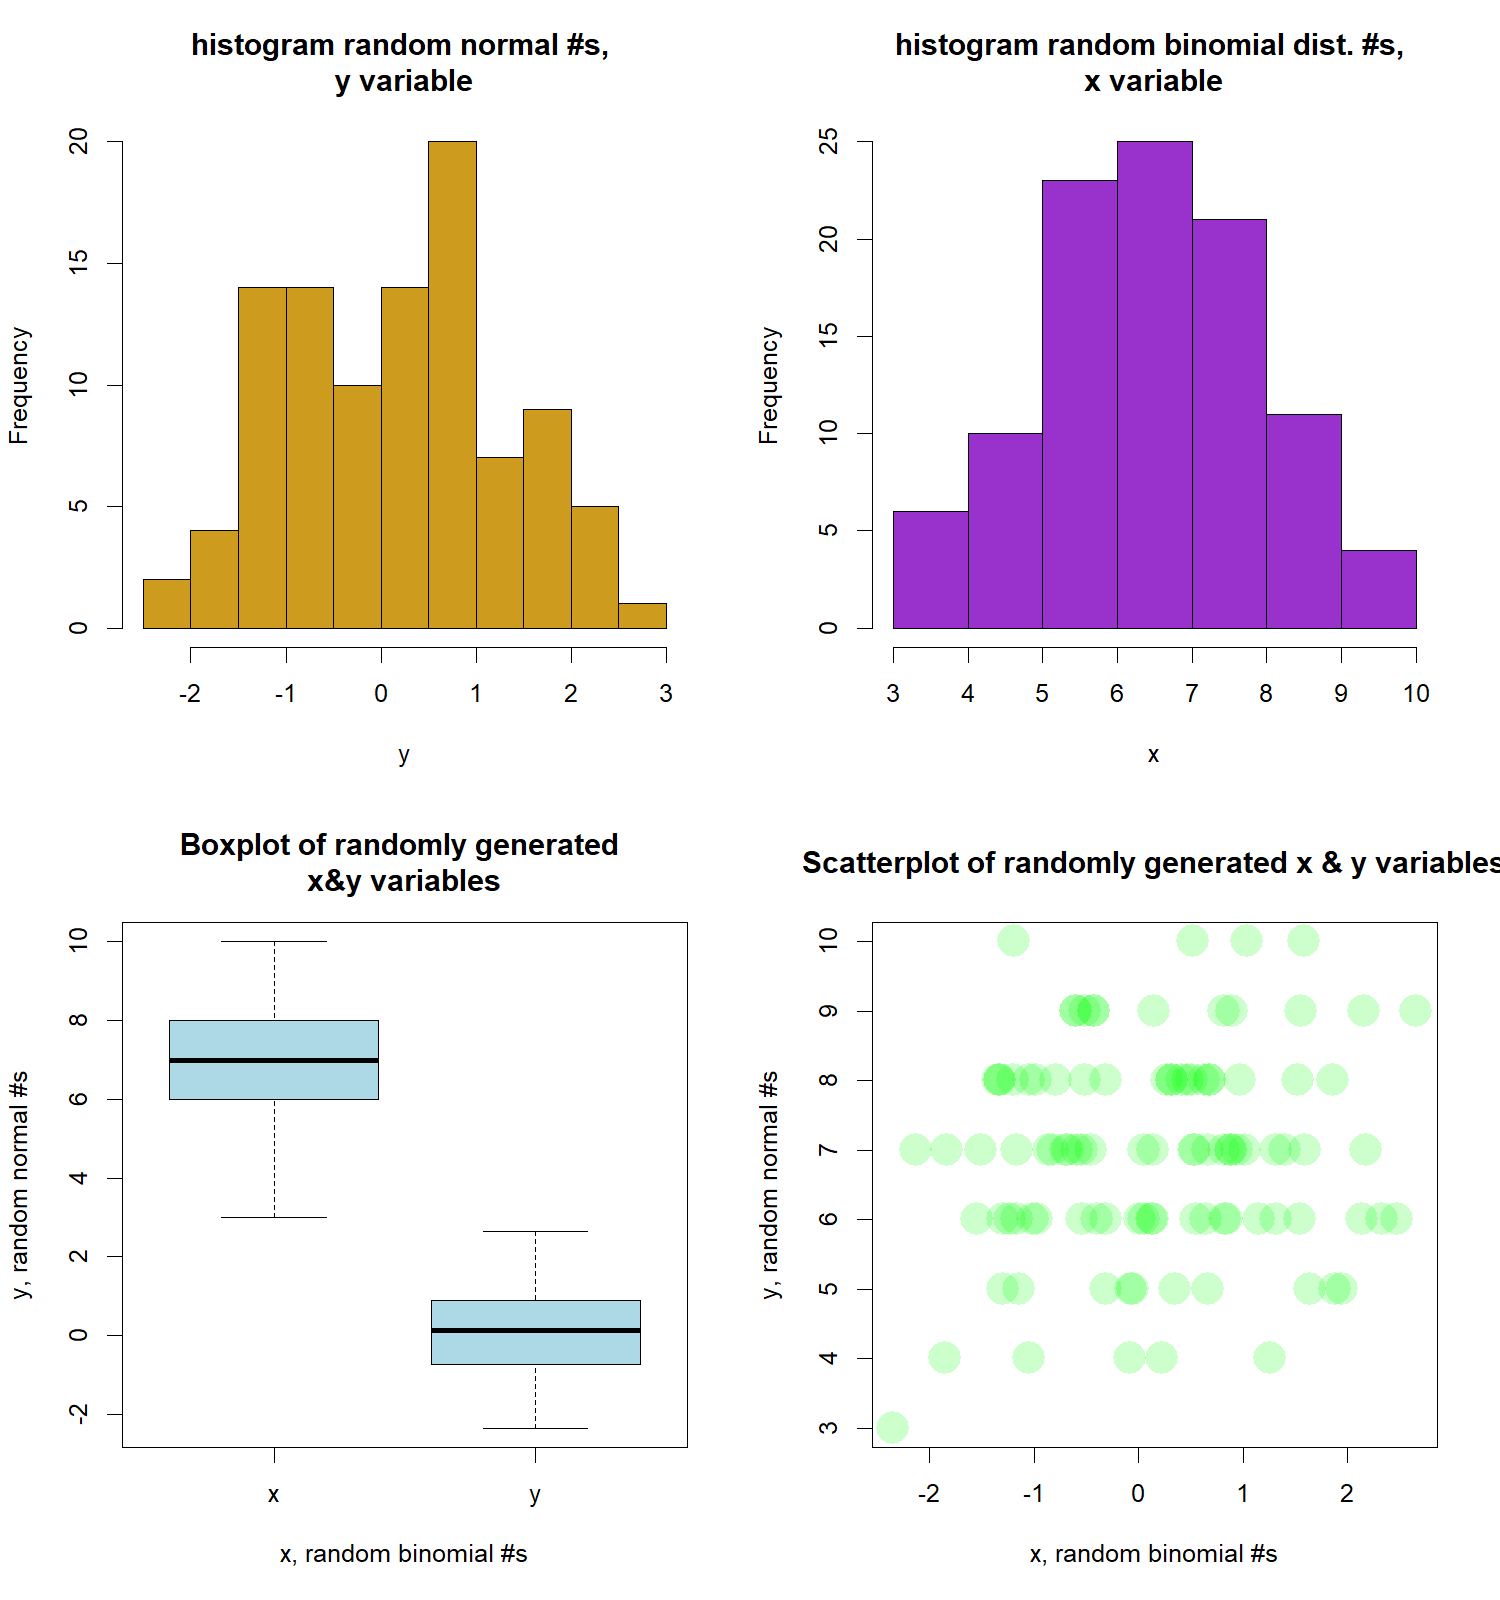 histogram random normal #s,
y variable
20
15
10
5
0
Frequency
-2 -1 0 1 2 3
y
histogram random binomial dist. #s,
x variable
25
20
15
10
5
0
Frequency
3 4 5 6 7 8 9 10
x
Boxplot of randomly generated
x&y variables
10
8
6
4
2
0
-2
y, random normal #s
x y
x, random binomial #s
Scatterplot of randomly generated x & y variables
10
9
8
7
6
5
4
3
y, random normal #s
-2 -1 0 1 2
x, random binomial #s